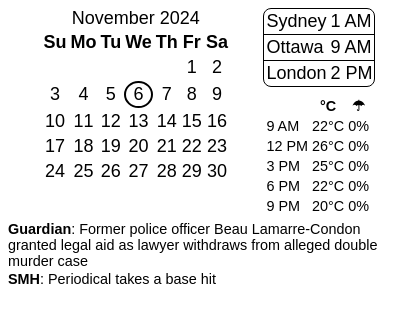 November 2024
Su Mo Tu We Th Fr Sa
1 2
3 4 5 6 7 8 9
10 11 12 13 14 15 16
17 18 19 20 21 22 23
24 25 26 27 28 29 30
Sydney 1 AM
Ottawa 9 AM
London 2 PM
°C ☂
9 AM 22°C 0%
12 PM 26°C 0%
3 PM 25°C 0%
6 PM 22°C 0%
9 PM 20°C 0%
Guardian: Former police officer Beau Lamarre-Condon
granted legal aid as lawyer withdraws from alleged double
murder case
SMH: Periodical takes a base hit